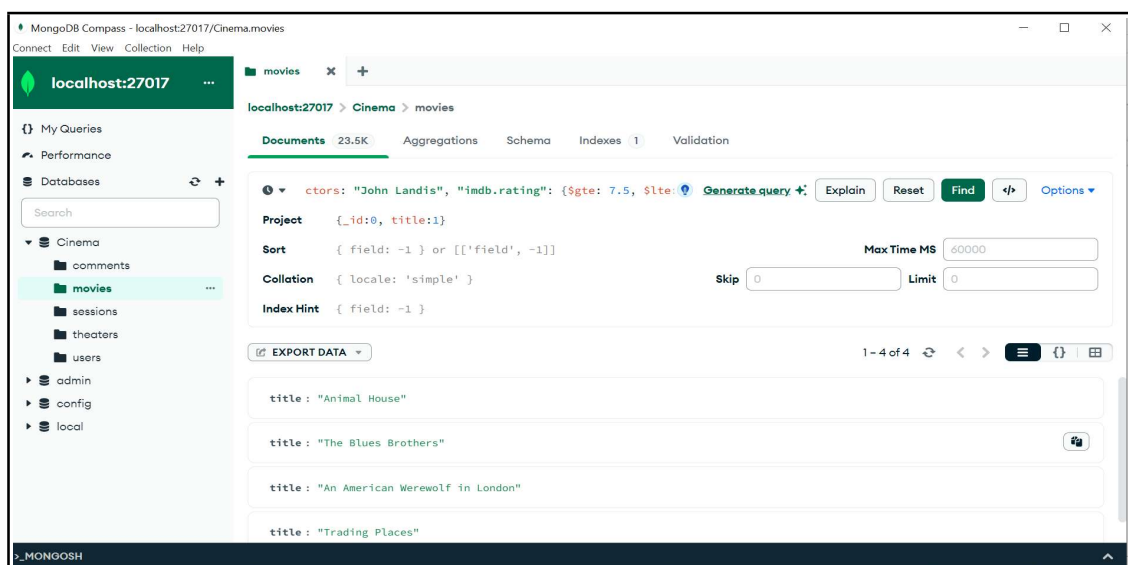 MongoDB Compass - localhost:27017/Cinema.movies
Connect Edit View Collection Help
localhost:27017 ...
movies
localhost:27017 > Cinema > movies
{} My Queries
Performance
Databases
Search
Cinema
comments
movies ...
sessions
theaters
users
admin
config
local
Documents 23.5K Aggregations Schema Indexes 1 Validation
ctors: "John Landis", "imdb.rating": {$gte: 7.5, $lte: Generate query Explain Reset Find </> Options
Project {_id:0, title:1}
Sort { field: -1 } or [['field', -1]] Max Time MS 60000
Collation { locale: 'simple' } Skip 0 Limit 0
Index Hint { field: -1 }
EXPORT DATA 1 – 4 of 4 {}
title : "Animal House"
title : "The Blues Brothers"
title : "An American Werewolf in London"
title : "Trading Places"
>_MONGOSH